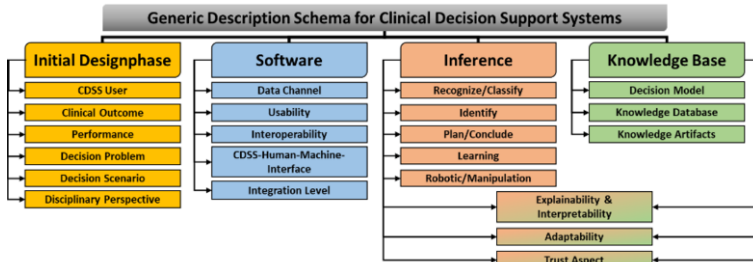 Generic Description Schema for Clinical Decision Support Systems
Initial Designphase
CDSS User
Clinical Outcome
Performance
Decision Problem
Decision Scenario
Disciplinary Perspective
Software
Data Channel
Usability
Interoperability
CDSS-Human-Machine-
Interface
Integration Level
Inference
Recognize/Classify
Identify
Plan/Conclude
Learning
Robotic/Manipulation
Knowledge Base
Decision Model
Knowledge Database
Knowledge Artifacts
Explainability &
Interpretability
Adaptability
Trust Aspect